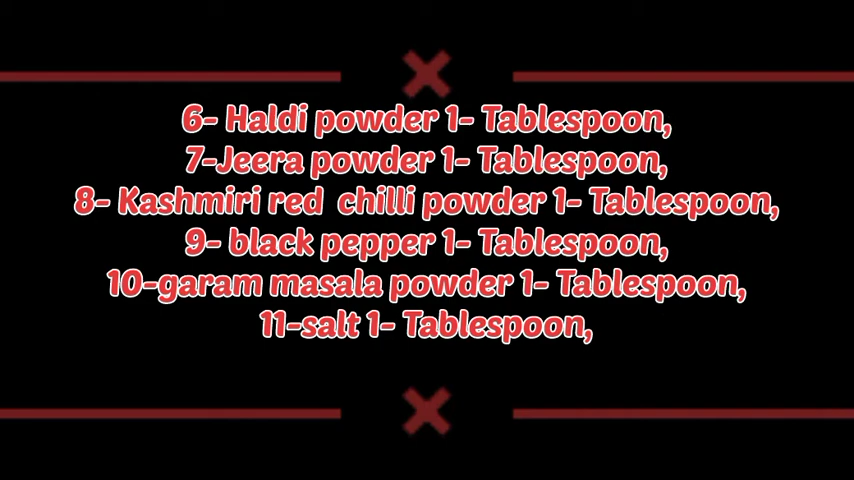 6- Haldi powder 1- Tablespoon,
7-Jeera powder 1- Tablespoon,
8- Kashmiri red  chilli powder 1- Tablespoon,
9- black pepper 1- Tablespoon,
10-garam masala powder 1- Tablespoon,
11-salt 1- Tablespoon,